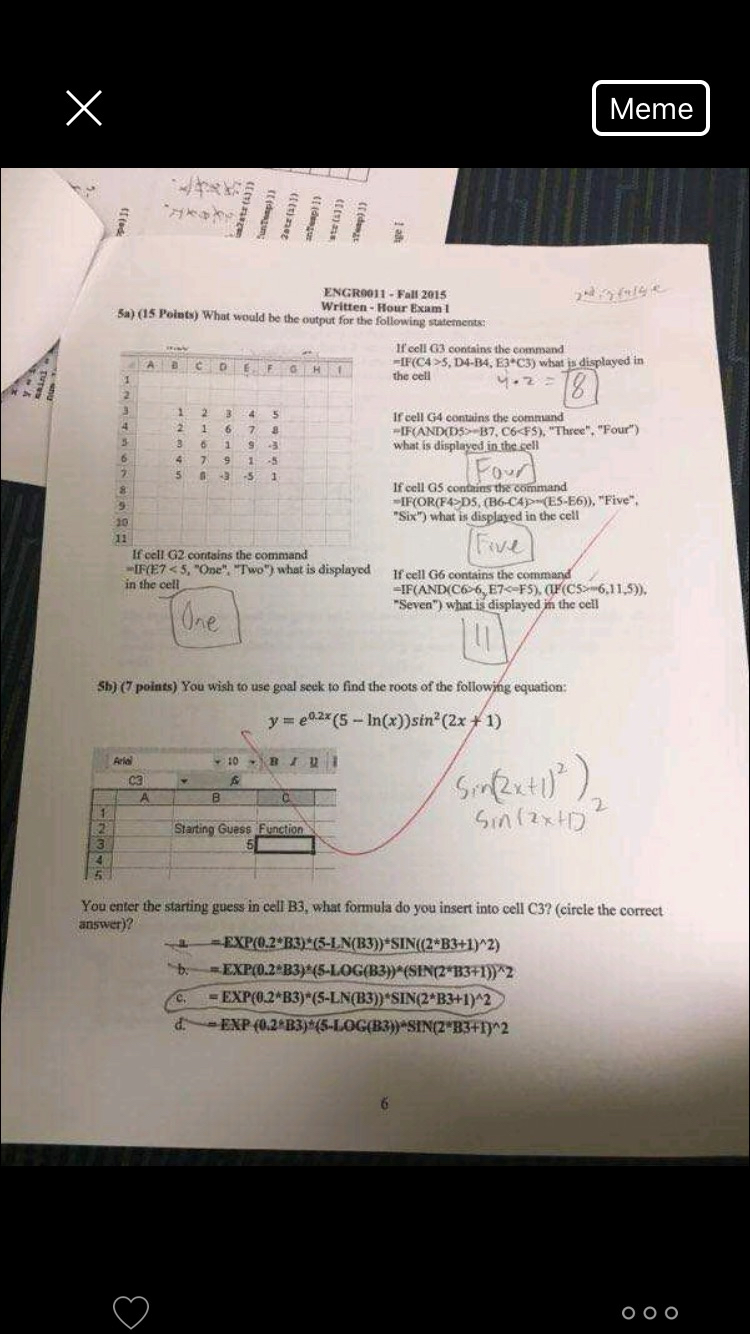 Meme
ENGR0011 - Fall 2015
Written - Hour Exam I
2nd is false
5a) (15 Points) What would be the output for the following statements:
A B C D E F G H I
1
2
3 1 2 3 4 5
4 2 1 6 7 8
5 3 6 1 9 -3
6 4 7 9 1 -5
7 5 8 -3 -5 1
8
9
10
11
If cell G2 contains the command
=IF(E7 < 5, "One", "Two") what is displayed
in the cell
One
If cell G3 contains the command
=IF(C4 >5, D4-B4, E3*C3) what is displayed in
the cell
4*2 = 8
If cell G4 contains the command
=IF(AND(D5>=B7, C6<F5), "Three", "Four")
what is displayed in the cell
Four
If cell G5 contains the command
=IF(OR(F4>D5, (B6-C4)>=(E5-E6)), "Five",
"Six") what is displayed in the cell
Five
If cell G6 contains the command
=IF(AND(C6>6, E7<=F5), (IF(C5>=6,11,5)),
"Seven") what is displayed in the cell
11
5b) (7 points) You wish to use goal seek to find the roots of the following equation:
y = e^0.2x (5 − ln(x))sin²(2x + 1)
Arial 10 B I U
C3 fx
A B C
1
2 Starting Guess Function
3 5
4
5
sin(2x+1)²)
sin(2x+1)²
You enter the starting guess in cell B3, what formula do you insert into cell C3? (circle the correct
answer)?
a. =EXP(0.2*B3)*(5-LN(B3))*SIN((2*B3+1)^2)
b. =EXP(0.2*B3)*(5-LOG(B3))*(SIN(2*B3+1))^2
c. =EXP(0.2*B3)*(5-LN(B3))*SIN(2*B3+1)^2
d. =EXP (0.2*B3)*(5-LOG(B3))*SIN(2*B3+1)^2
6